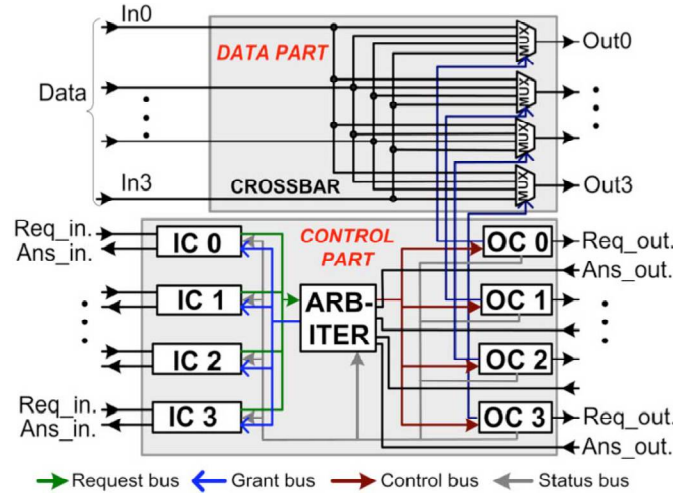 In0
DATA PART
MUX
Out0
Data
MUX
MUX
In3
CROSSBAR
MUX
Out3
Req_in.
Ans_in.
IC 0
CONTROL
PART
OC 0
Req_out.
Ans_out.
IC 1
ARB-
ITER
OC 1
IC 2
OC 2
Req_in.
Ans_in.
IC 3
OC 3
Req_out.
Ans_out.
Request bus
Grant bus
Control bus
Status bus